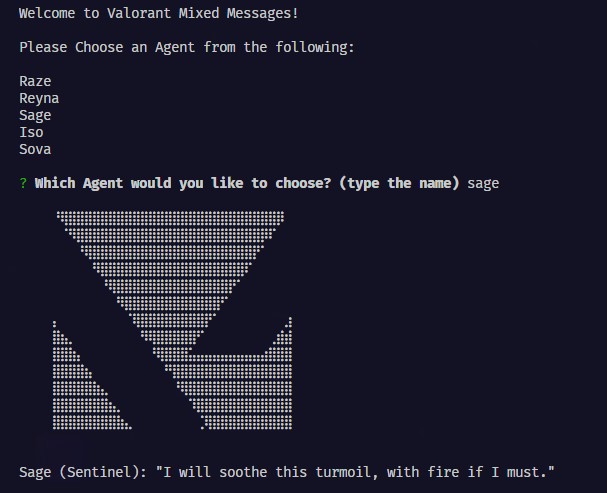 Welcome to Valorant Mixed Messages!
Please Choose an Agent from the following:
Raze
Reyna
Sage
Iso
Sova
? Which Agent would you like to choose? (type the name) sage
Sage (Sentinel): "I will soothe this turmoil, with fire if I must."